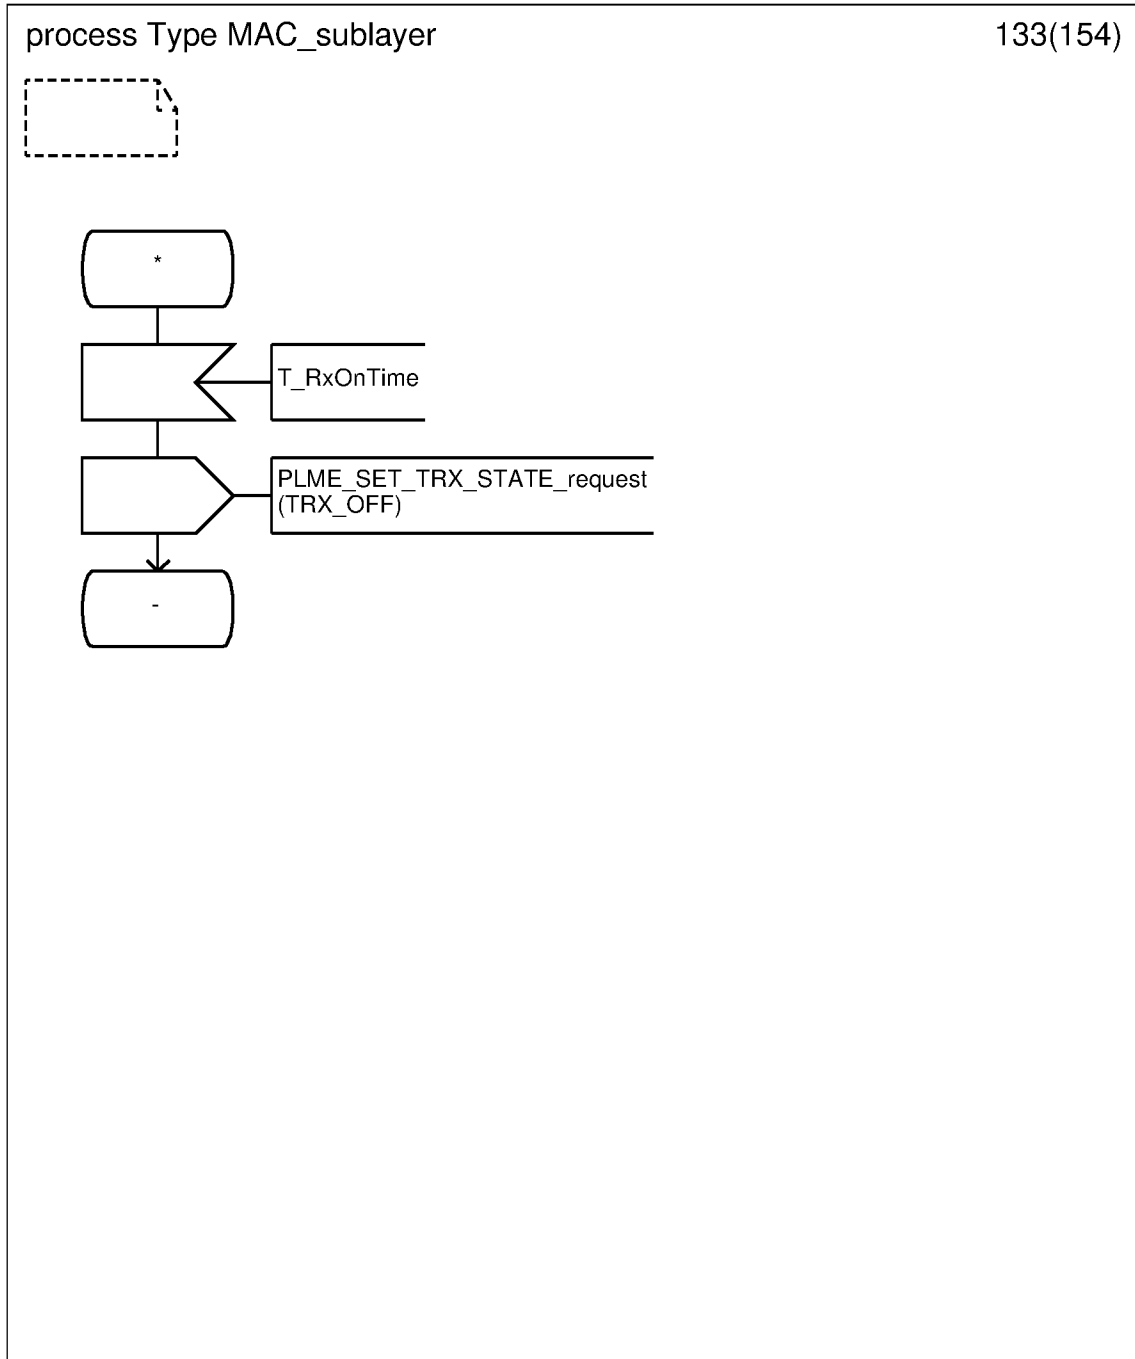 process Type MAC_sublayer
133(154)
*
T_RxOnTime
PLME_SET_TRX_STATE_request
(TRX_OFF)
-